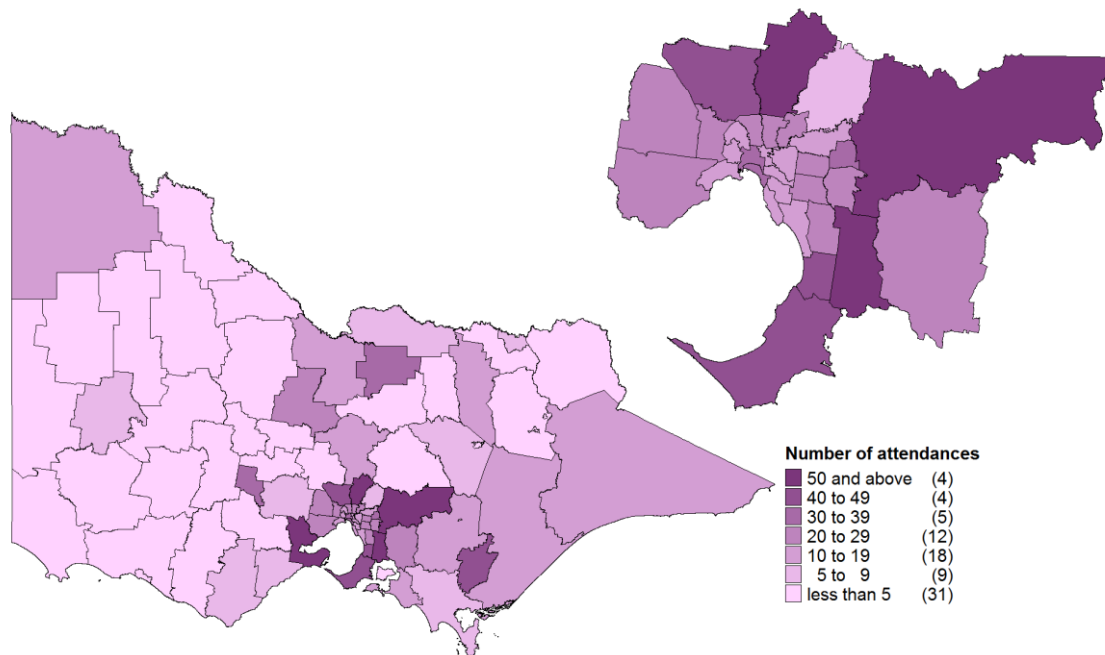 Number of attendances
50 and above (4)
40 to 49 (4)
30 to 39 (5)
20 to 29 (12)
10 to 19 (18)
5 to 9 (9)
less than 5 (31)